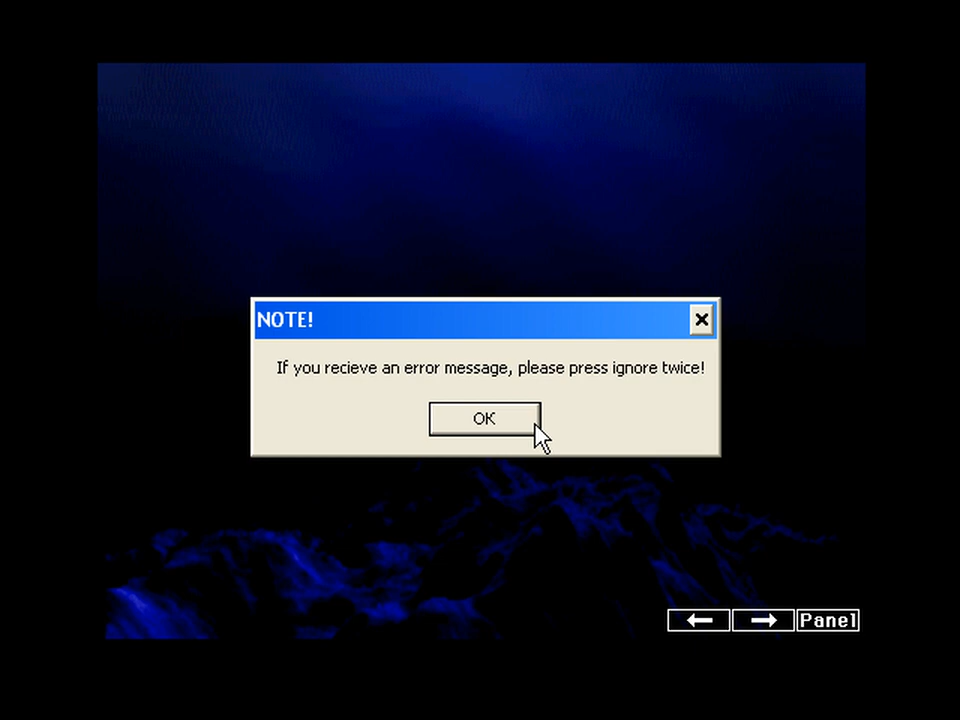 NOTE!
If you recieve an error message, please press ignore twice!
OK
Panel